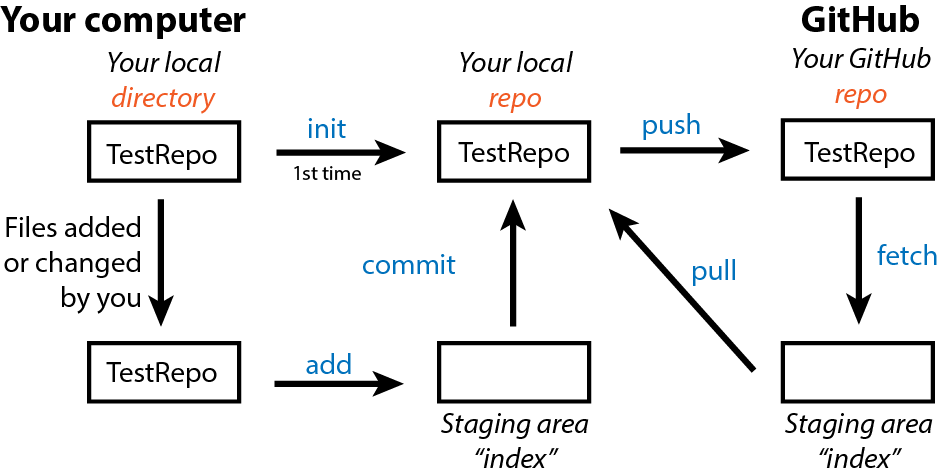 Your computer
GitHub
Your local
directory
Your local
repo
Your GitHub
repo
TestRepo
init
1st time
TestRepo
push
TestRepo
Files added
or changed
by you
commit
pull
fetch
TestRepo
add
Staging area
“index”
Staging area
“index”